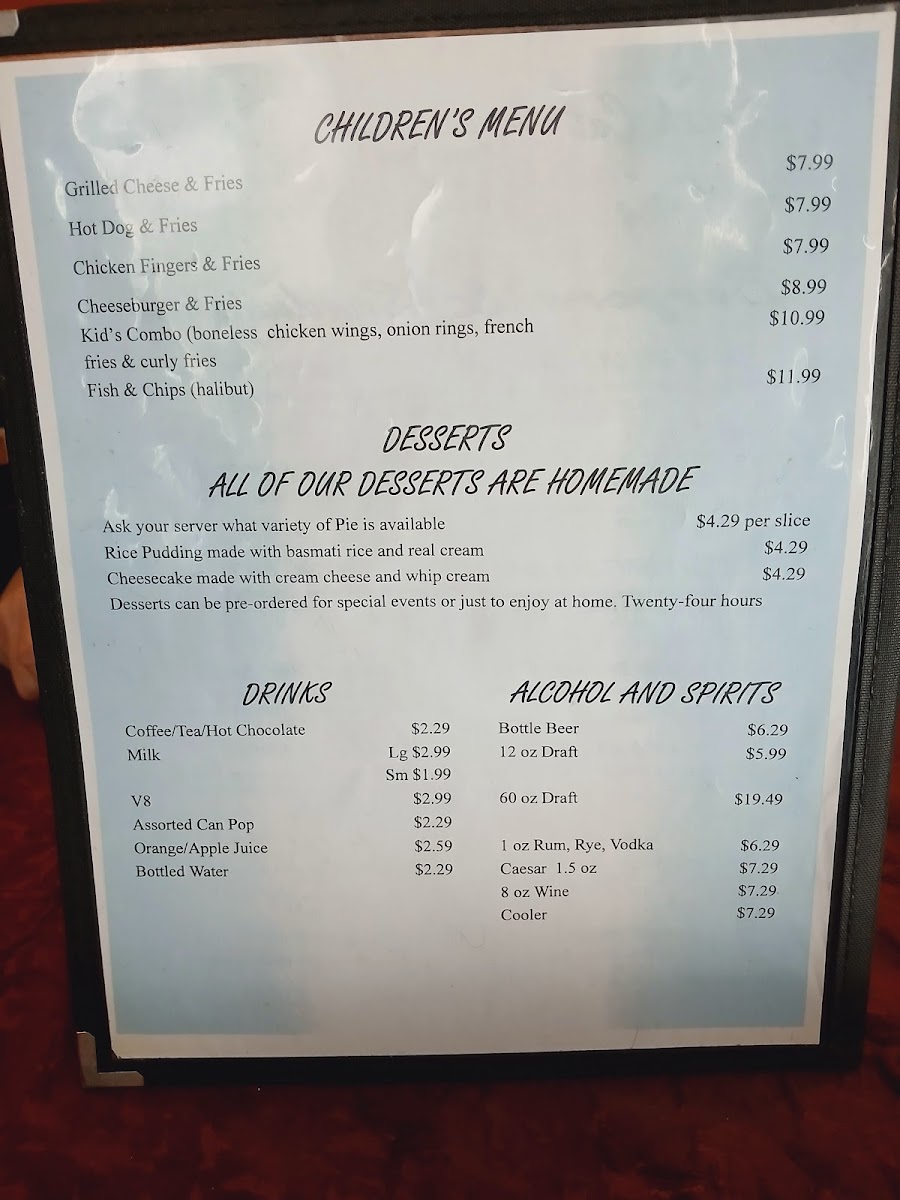 CHILDREN'S MENU
Grilled Cheese & Fries $7.99
Hot Dog & Fries $7.99
Chicken Fingers & Fries $7.99
Cheeseburger & Fries $8.99
Kid's Combo (boneless chicken wings, onion rings, french $10.99
fries & curly fries
Fish & Chips (halibut) $11.99
DESSERTS
ALL OF OUR DESSERTS ARE HOMEMADE
Ask your server what variety of Pie is available $4.29 per slice
Rice Pudding made with basmati rice and real cream $4.29
Cheesecake made with cream cheese and whip cream $4.29
Desserts can be pre-ordered for special events or just to enjoy at home. Twenty-four hours
DRINKS
Coffee/Tea/Hot Chocolate $2.29
Milk Lg $2.99
Sm $1.99
V8 $2.99
Assorted Can Pop $2.29
Orange/Apple Juice $2.59
Bottled Water $2.29
ALCOHOL AND SPIRITS
Bottle Beer $6.29
12 oz Draft $5.99
60 oz Draft $19.49
1 oz Rum, Rye, Vodka $6.29
Caesar 1.5 oz $7.29
8 oz Wine $7.29
Cooler $7.29